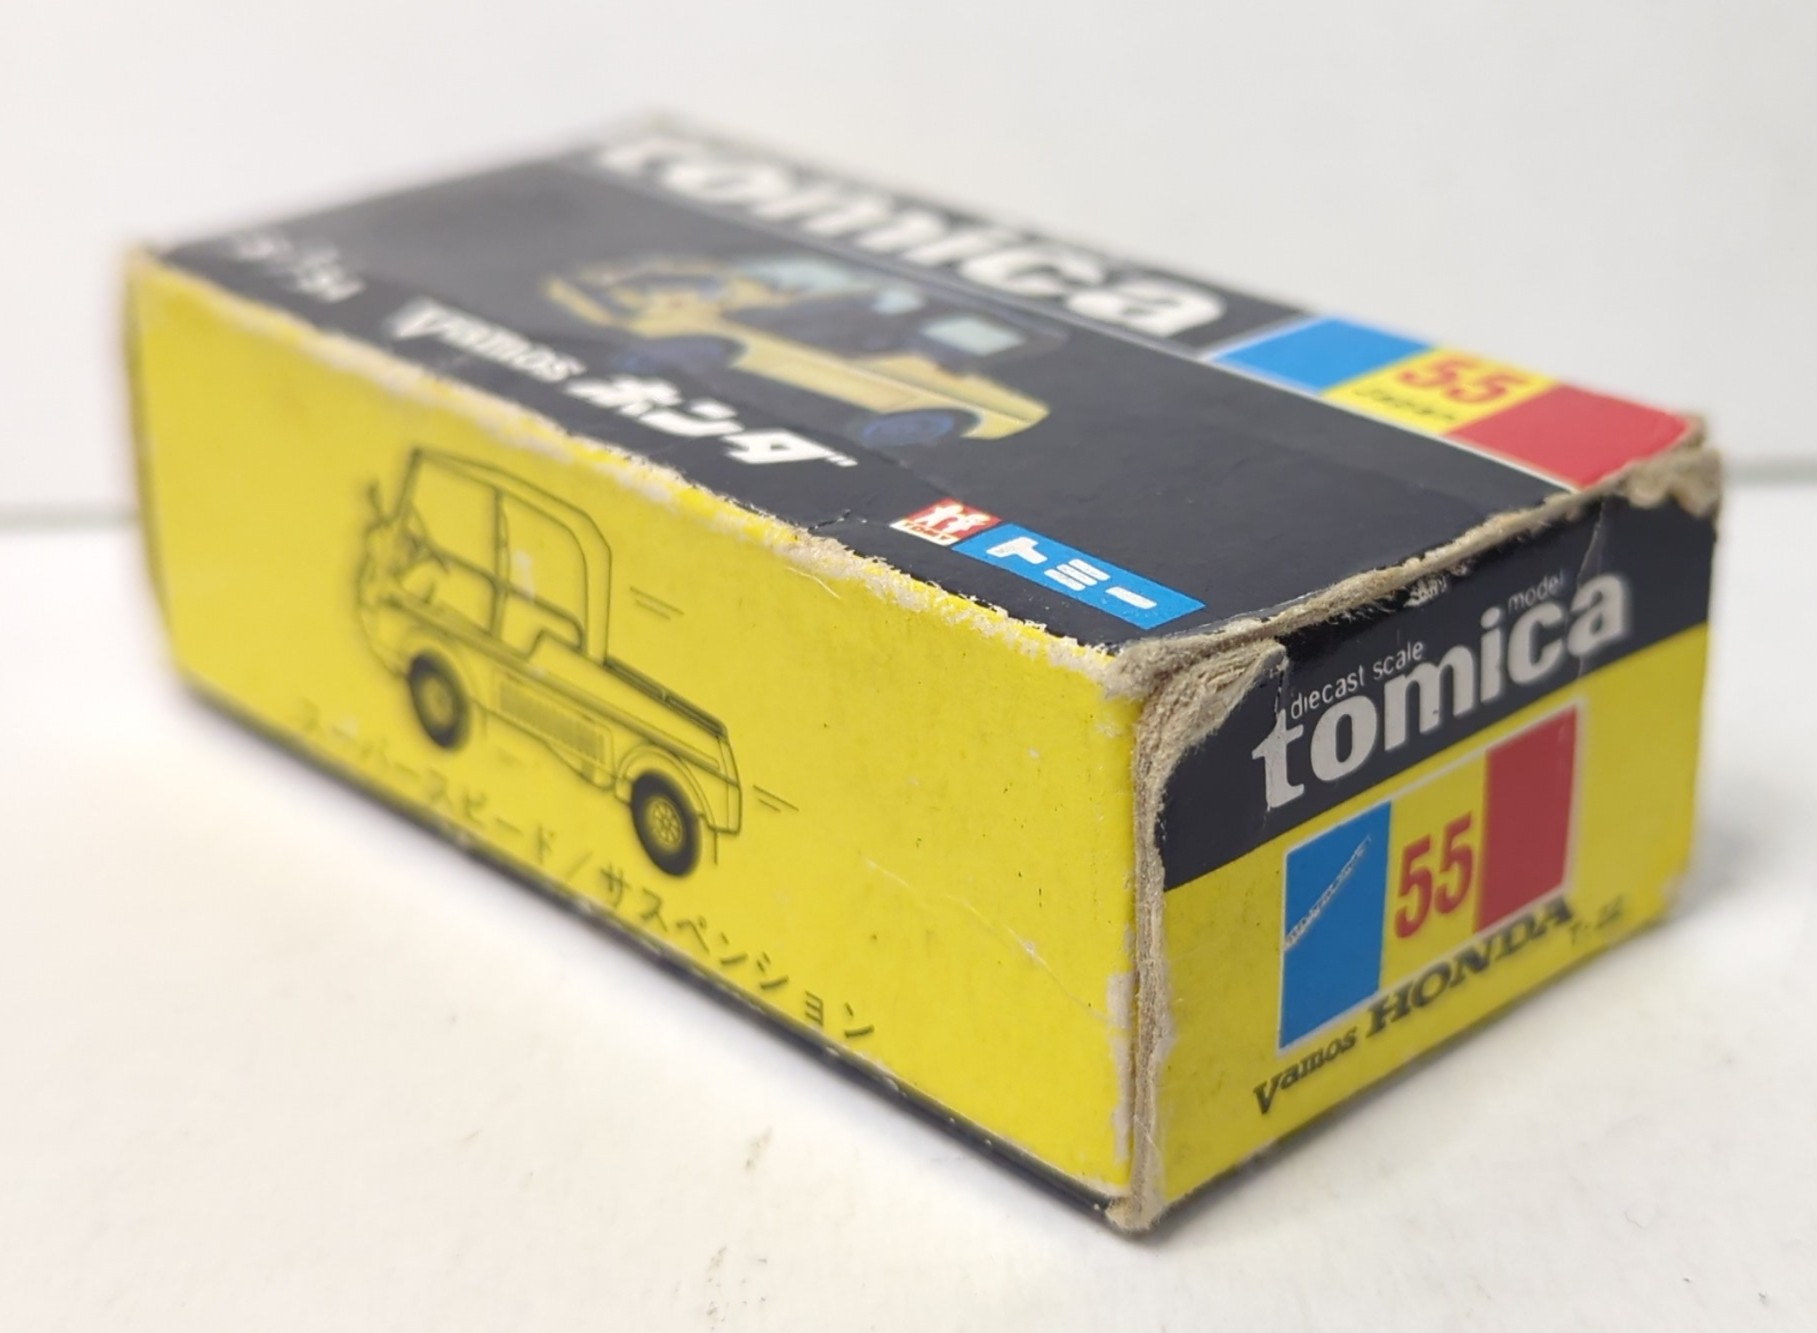 tomica
55
JAPAN
Vamos ホンダ
トミー
スーパースピード/サスペンション
diecast scale model
tomica
55
Vamos HONDA